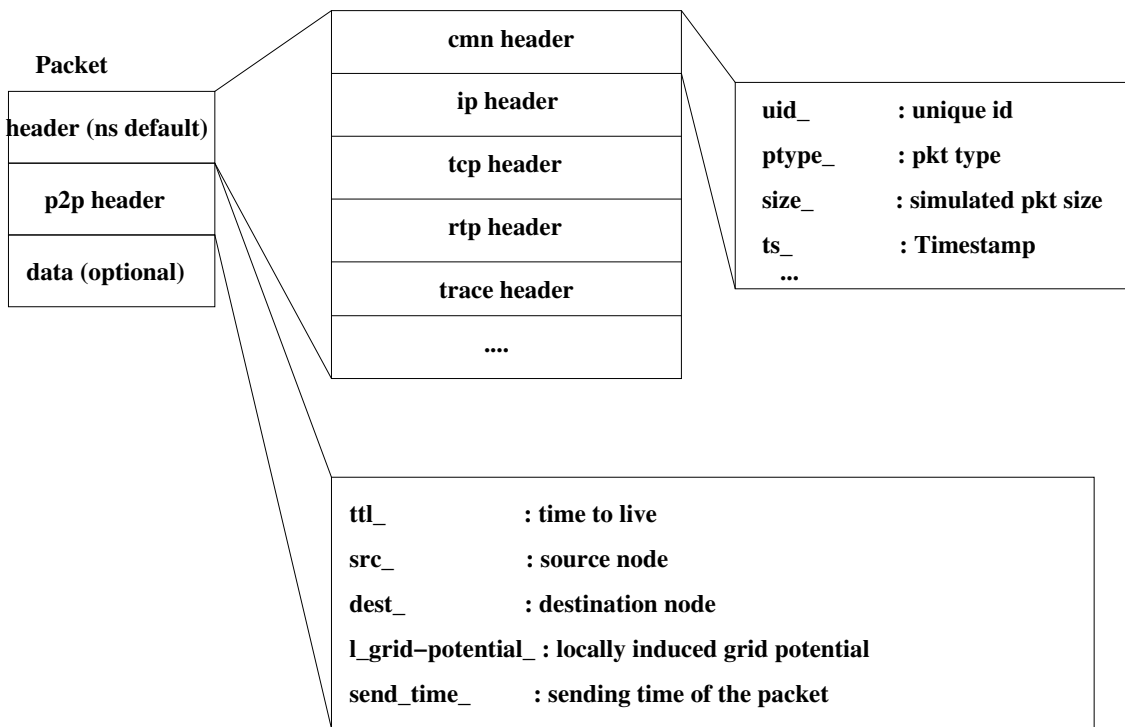 Packet
header (ns default)
p2p header
data (optional)
cmn header
ip header
tcp header
rtp header
trace header
....
uid_ : unique id
ptype_ : pkt type
size_ : simulated pkt size
ts_ : Timestamp
...
ttl_ : time to live
src_ : source node
dest_ : destination node
l_grid−potential_ : locally induced grid potential
send_time_ : sending time of the packet